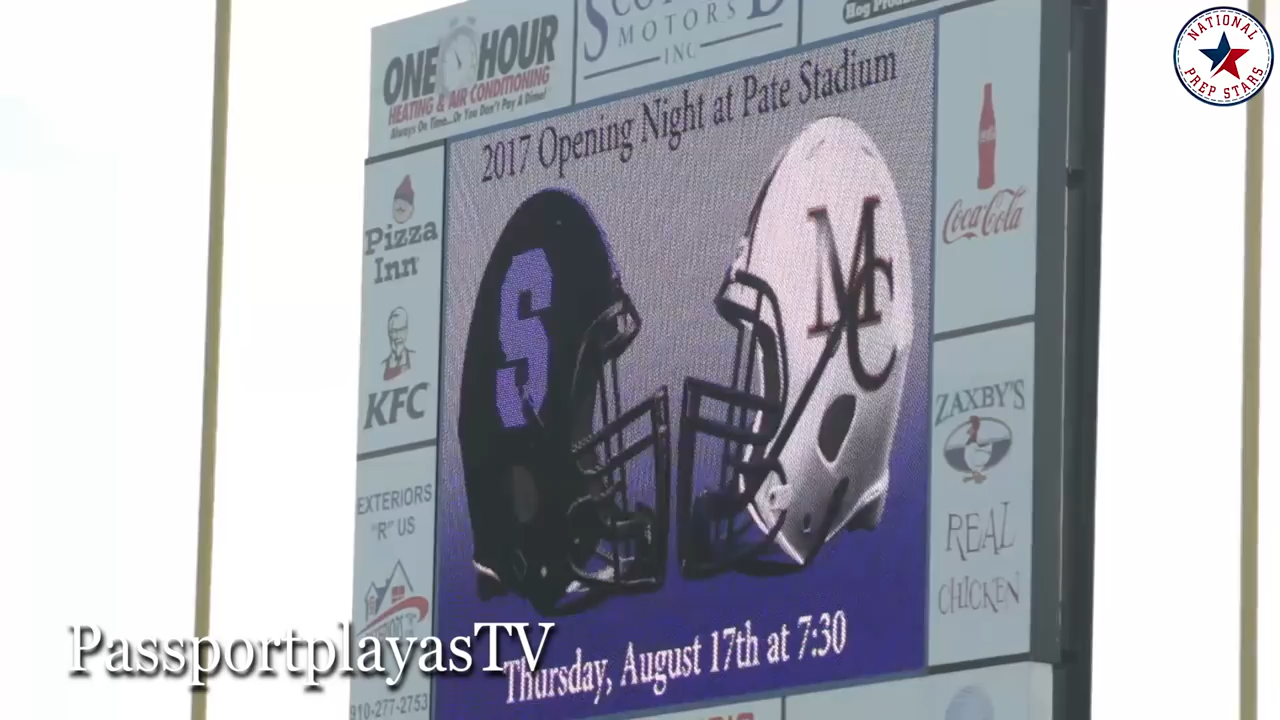 NATIONAL
PREP STARS
ONE HOUR
HEATING & AIR CONDITIONING
Always On Time...Or You Don't Pay A Dime!
S
MOTORS
INC
Hog Produ
2017 Opening Night at Pate Stadium
Pizza
Inn
KFC
EXTERIORS
"R" US
910-277-2753
S
MC
Coca-Cola
ZAXBY'S
REAL
CHICKEN
PassportplayasTV
Thursday, August 17th at 7:30